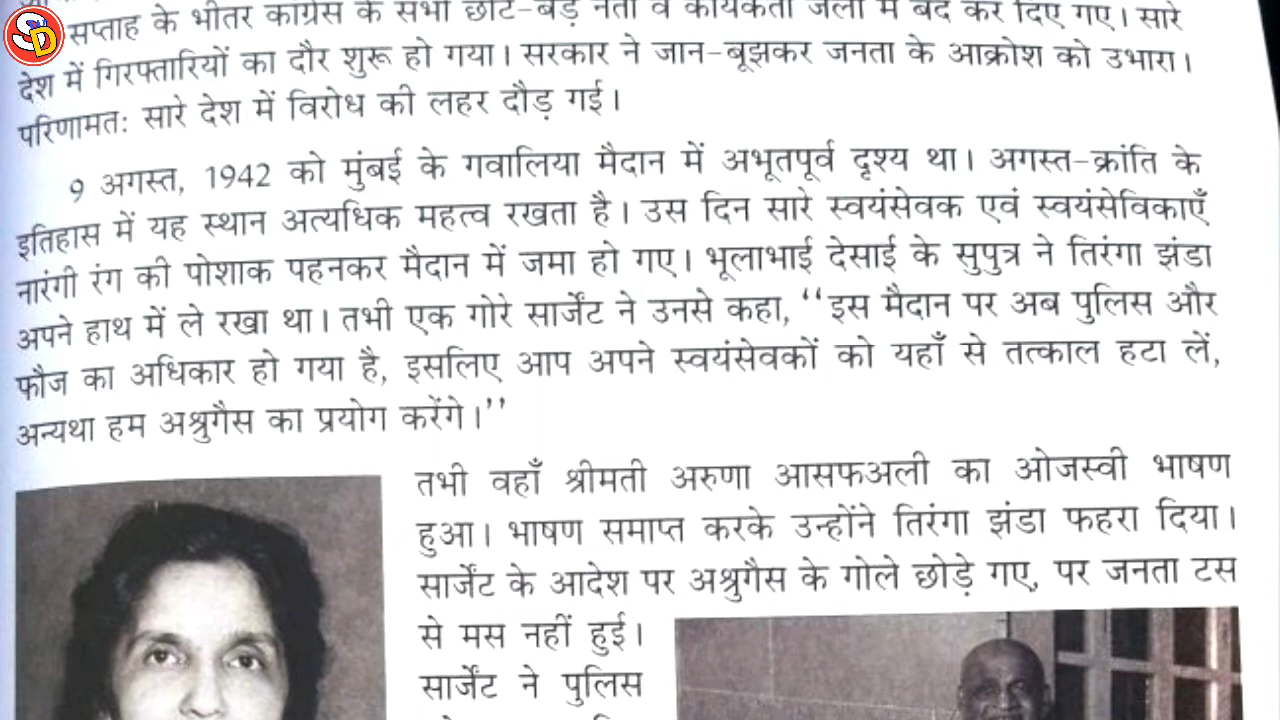 SD
सप्ताह के भीतर कांग्रेस के सभी छोटे-बड़े नेता व कार्यकर्ता जेलों में बंद कर दिए गए। सारे
देश में गिरफ्तारियों का दौर शुरू हो गया। सरकार ने जान-बूझकर जनता के आक्रोश को उभारा।
परिणामतः सारे देश में विरोध की लहर दौड़ गई।
9 अगस्त, 1942 को मुंबई के गवालिया मैदान में अभूतपूर्व दृश्य था। अगस्त-क्रांति के
इतिहास में यह स्थान अत्यधिक महत्व रखता है। उस दिन सारे स्वयंसेवक एवं स्वयंसेविकाएँ
नारंगी रंग की पोशाक पहनकर मैदान में जमा हो गए। भूलाभाई देसाई के सुपुत्र ने तिरंगा झंडा
अपने हाथ में ले रखा था। तभी एक गोरे सार्जेंट ने उनसे कहा, ‘‘इस मैदान पर अब पुलिस और
फौज का अधिकार हो गया है, इसलिए आप अपने स्वयंसेवकों को यहाँ से तत्काल हटा लें,
अन्यथा हम अश्रुगैस का प्रयोग करेंगे।’’
तभी वहाँ श्रीमती अरुणा आसफअली का ओजस्वी भाषण
हुआ। भाषण समाप्त करके उन्होंने तिरंगा झंडा फहरा दिया।
सार्जेंट के आदेश पर अश्रुगैस के गोले छोड़े गए, पर जनता टस
से मस नहीं हुई।
सार्जेंट ने पुलिस